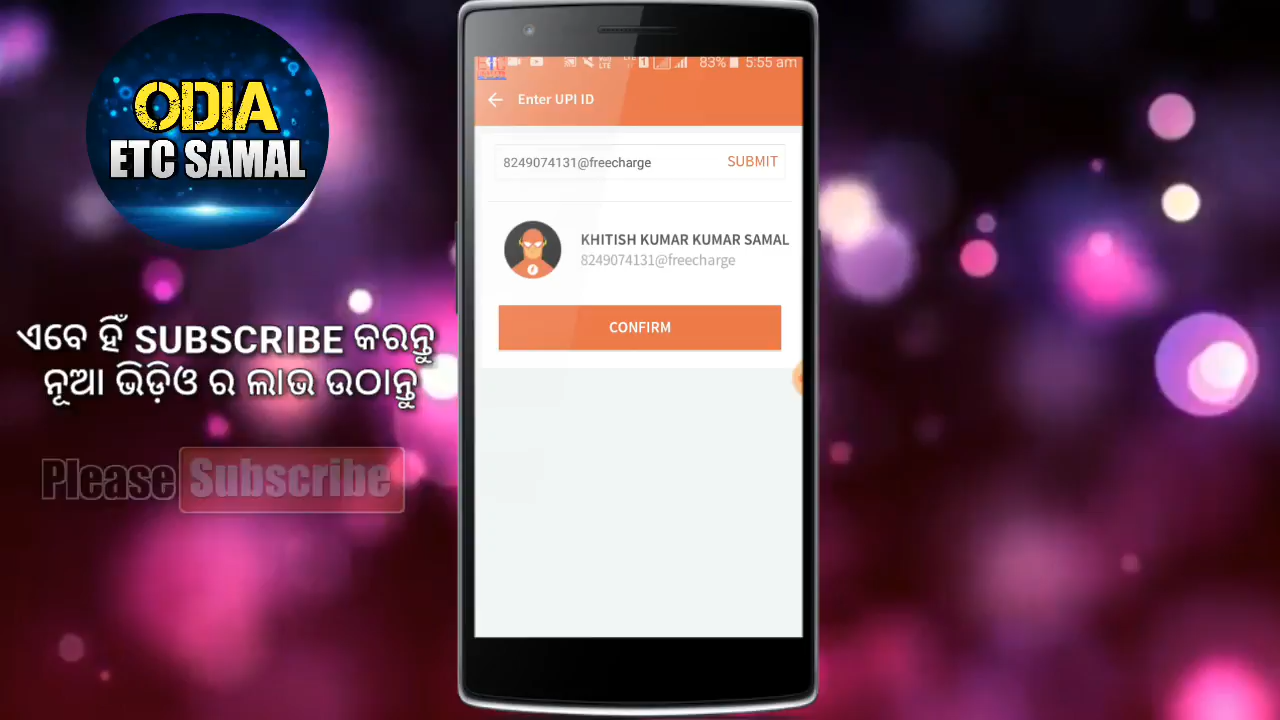 ODIA
ETC SAMAL
ଏବେ ହିଁ SUBSCRIBE କରନ୍ତୁ
ନୂଆ ଭିଡ଼ିଓ ର ଲାଭ ଉଠାନ୍ତୁ
Please Subscribe
83% 5:55 am
Enter UPI ID
8249074131@freecharge SUBMIT
KHITISH KUMAR KUMAR SAMAL
8249074131@freecharge
CONFIRM